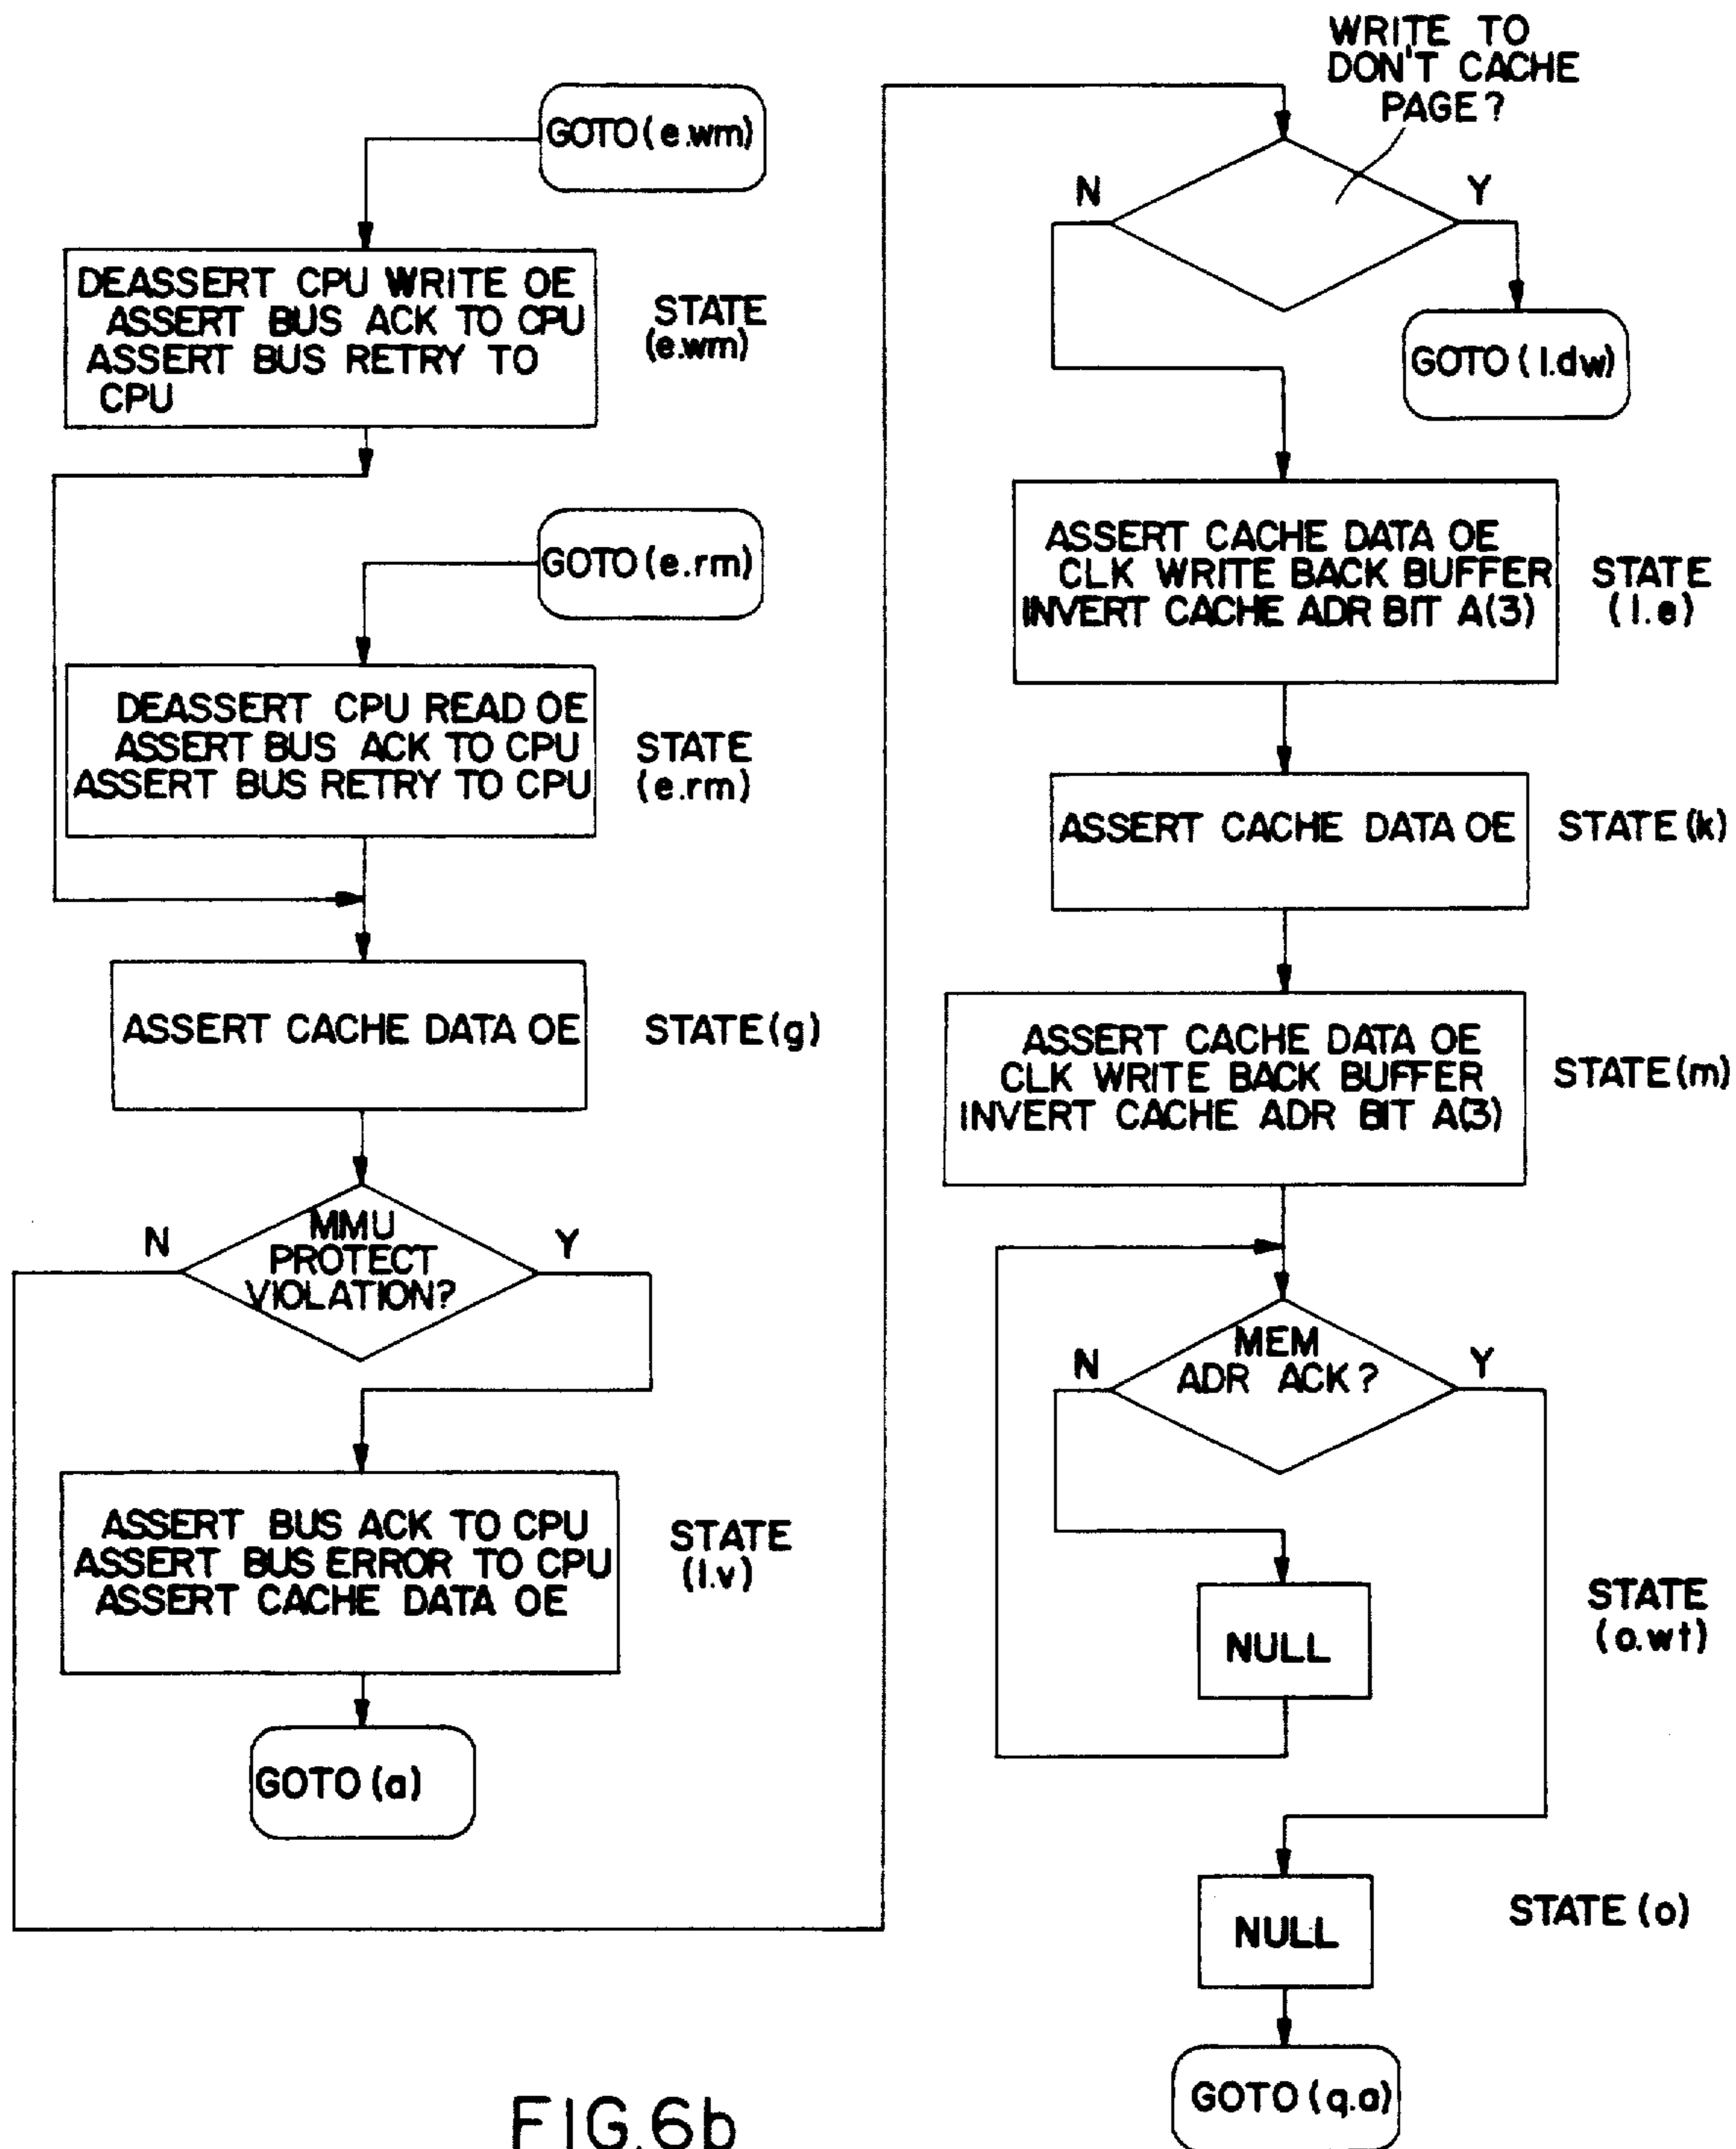 GOTO(e.wm)
DEASSERT CPU WRITE OE
ASSERT BUS ACK TO CPU
ASSERT BUS RETRY TO
CPU
STATE
(e.wm)
GOTO(e.rm)
DEASSERT CPU READ OE
ASSERT BUS ACK TO CPU
ASSERT BUS RETRY TO CPU
STATE
(e.rm)
ASSERT CACHE DATA OE
STATE(g)
MMU
PROTECT
VIOLATION?
N
Y
ASSERT BUS ACK TO CPU
ASSERT BUS ERROR TO CPU
ASSERT CACHE DATA OE
STATE
(i.v)
GOTO(a)
WRITE TO
DON'T CACHE
PAGE?
N
Y
GOTO(i.dw)
ASSERT CACHE DATA OE
CLK WRITE BACK BUFFER
INVERT CACHE ADR BIT A(3)
STATE
(i.e)
ASSERT CACHE DATA OE
STATE(k)
ASSERT CACHE DATA OE
CLK WRITE BACK BUFFER
INVERT CACHE ADR BIT A(3)
STATE(m)
MEM
ADR ACK?
N
Y
NULL
STATE
(o.wt)
NULL
STATE(o)
GOTO(q.a)
FIG.6b